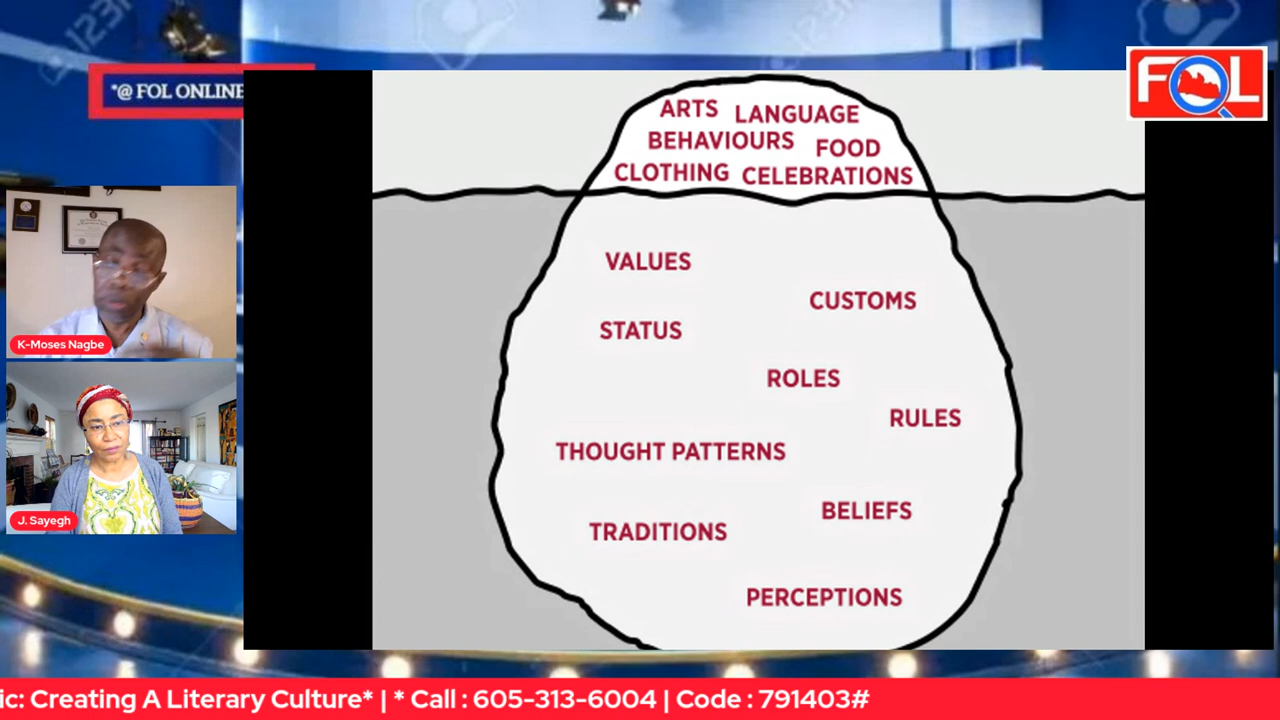 *@ FOL ONLINE
FOL
ARTS LANGUAGE
BEHAVIOURS FOOD
CLOTHING CELEBRATIONS
VALUES
CUSTOMS
STATUS
ROLES
RULES
THOUGHT PATTERNS
BELIEFS
TRADITIONS
PERCEPTIONS
K-Moses Nagbe
J. Sayegh
ic: Creating A Literary Culture* | * Call : 605-313-6004 | Code : 791403#